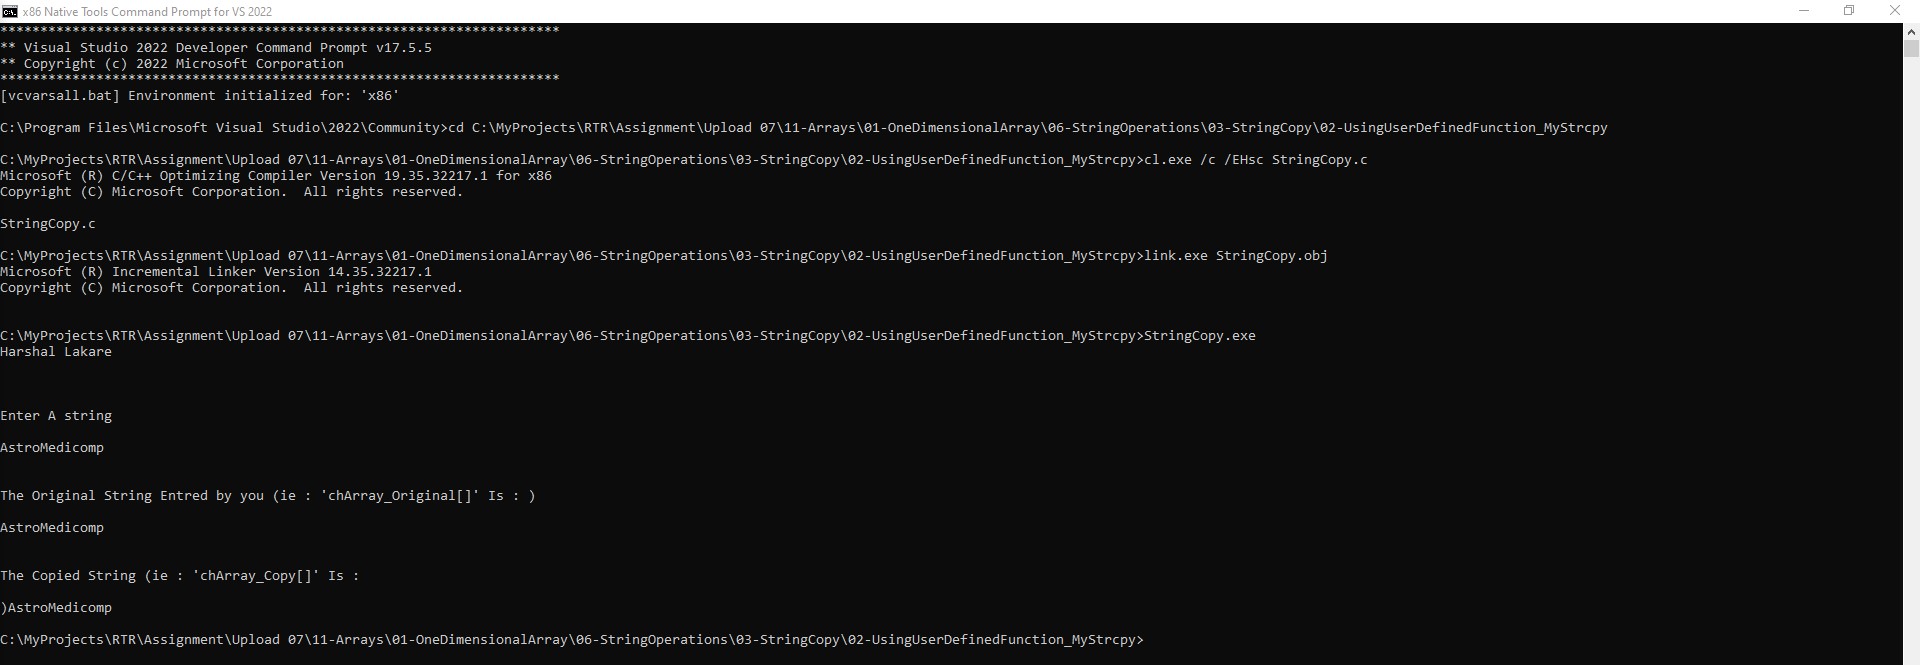 x86 Native Tools Command Prompt for VS 2022
**********************************************************************
** Visual Studio 2022 Developer Command Prompt v17.5.5
** Copyright (c) 2022 Microsoft Corporation
**********************************************************************
[vcvarsall.bat] Environment initialized for: 'x86'
C:\Program Files\Microsoft Visual Studio\2022\Community>cd C:\MyProjects\RTR\Assignment\Upload 07\11-Arrays\01-OneDimensionalArray\06-StringOperations\03-StringCopy\02-UsingUserDefinedFunction_MyStrcpy
C:\MyProjects\RTR\Assignment\Upload 07\11-Arrays\01-OneDimensionalArray\06-StringOperations\03-StringCopy\02-UsingUserDefinedFunction_MyStrcpy>cl.exe /c /EHsc StringCopy.c
Microsoft (R) C/C++ Optimizing Compiler Version 19.35.32217.1 for x86
Copyright (C) Microsoft Corporation.  All rights reserved.
StringCopy.c
C:\MyProjects\RTR\Assignment\Upload 07\11-Arrays\01-OneDimensionalArray\06-StringOperations\03-StringCopy\02-UsingUserDefinedFunction_MyStrcpy>link.exe StringCopy.obj
Microsoft (R) Incremental Linker Version 14.35.32217.1
Copyright (C) Microsoft Corporation.  All rights reserved.
C:\MyProjects\RTR\Assignment\Upload 07\11-Arrays\01-OneDimensionalArray\06-StringOperations\03-StringCopy\02-UsingUserDefinedFunction_MyStrcpy>StringCopy.exe
Harshal Lakare
Enter A string
AstroMedicomp
The Original String Entred by you (ie : 'chArray_Original[]' Is : )
AstroMedicomp
The Copied String (ie : 'chArray_Copy[]' Is :
)AstroMedicomp
C:\MyProjects\RTR\Assignment\Upload 07\11-Arrays\01-OneDimensionalArray\06-StringOperations\03-StringCopy\02-UsingUserDefinedFunction_MyStrcpy>